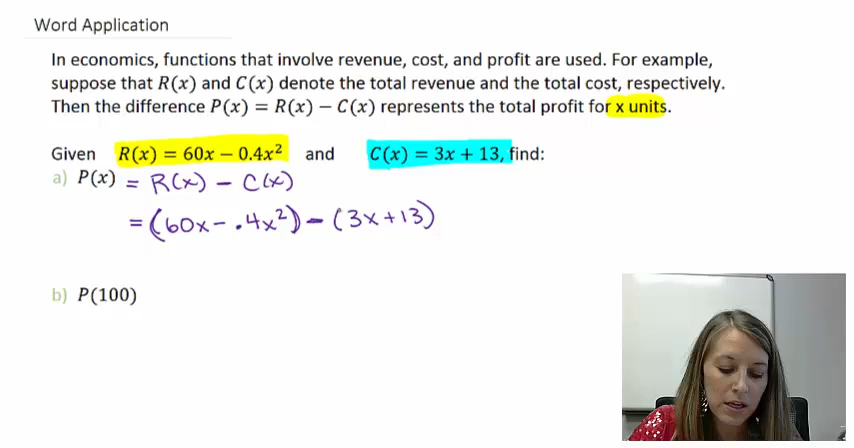 Word Application
In economics, functions that involve revenue, cost, and profit are used. For example,
suppose that R(x) and C(x) denote the total revenue and the total cost, respectively.
Then the difference P(x) = R(x) − C(x) represents the total profit for x units.
Given R(x) = 60x − 0.4x² and C(x) = 3x + 13, find:
a) P(x) = R(x) − C(x)
= (60x − .4x²) − (3x + 13)
b) P(100)